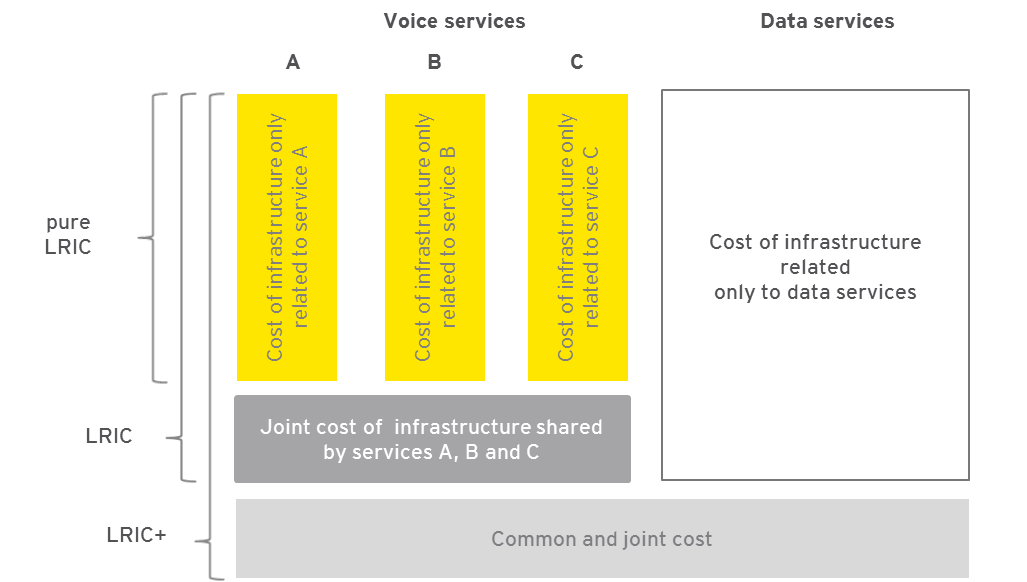 Voice services
Data services
A
B
C
Cost of infrastructure only
related to service A
Cost of infrastructure only
related to service B
Cost of infrastructure only
related to service C
pure
LRIC
Cost of infrastructure
related
only to data services
LRIC
Joint cost of infrastructure shared
by services A, B and C
LRIC+
Common and joint cost